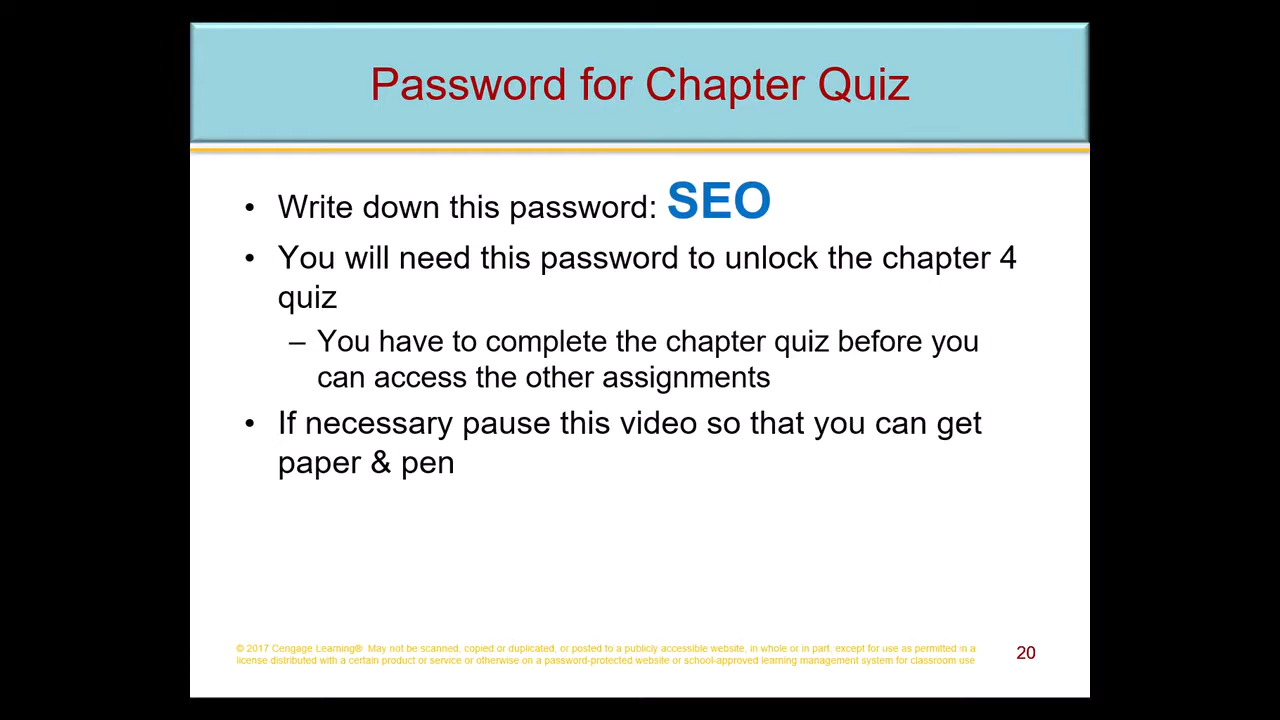 Password for Chapter Quiz
• Write down this password: SEO
• You will need this password to unlock the chapter 4
quiz
– You have to complete the chapter quiz before you
can access the other assignments
• If necessary pause this video so that you can get
paper & pen
© 2017 Cengage Learning®. May not be scanned, copied or duplicated, or posted to a publicly accessible website, in whole or in part, except for use as permitted in a
license distributed with a certain product or service or otherwise on a password-protected website or school-approved learning management system for classroom use
20